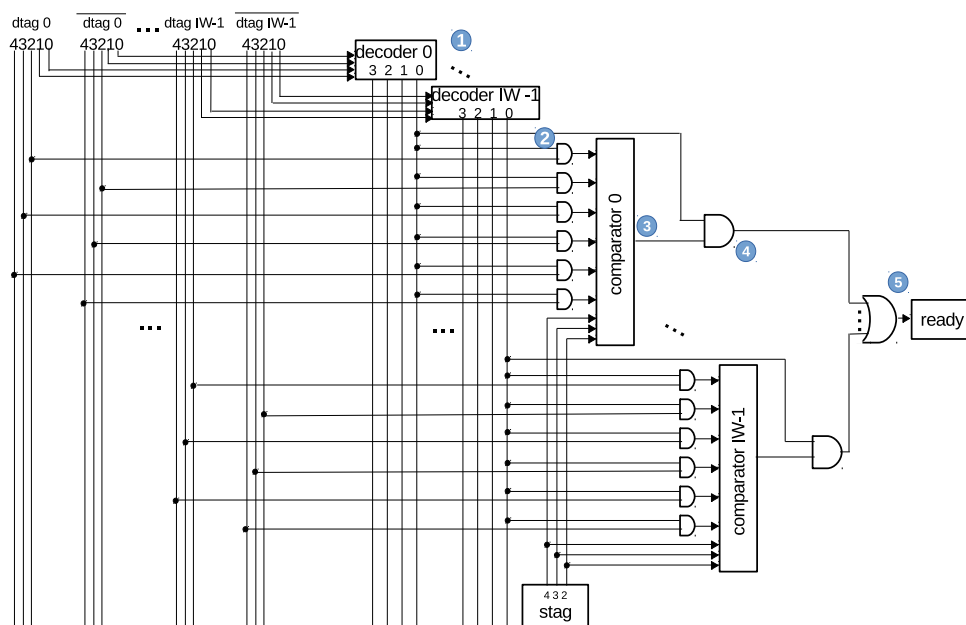 dtag 0 dtag 0 ... dtag IW-1 dtag IW-1
43210 43210 43210 43210
1
decoder 0
3 2 1 0
decoder IW -1
3 2 1 0
2
comparator 0
3
4
5
ready
comparator IW-1
4 3 2
stag